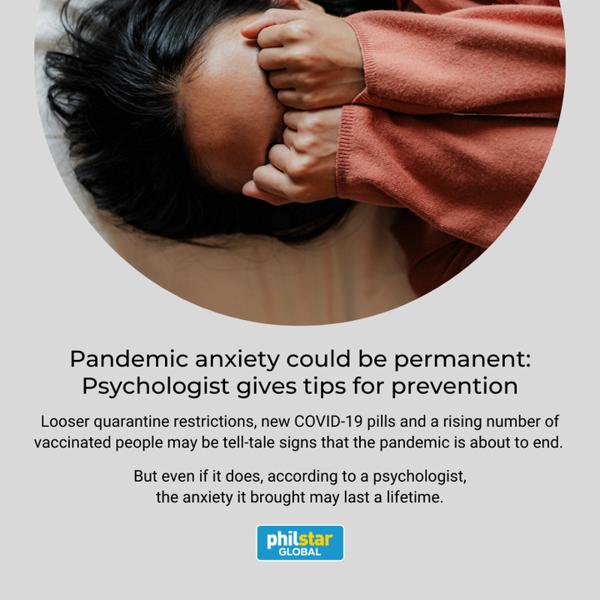 Pandemic anxiety could be permanent:
Psychologist gives tips for prevention
Looser quarantine restrictions, new COVID-19 pills and a rising number of
vaccinated people may be tell-tale signs that the pandemic is about to end.
But even if it does, according to a psychologist,
the anxiety it brought may last a lifetime.
philstar
GLOBAL